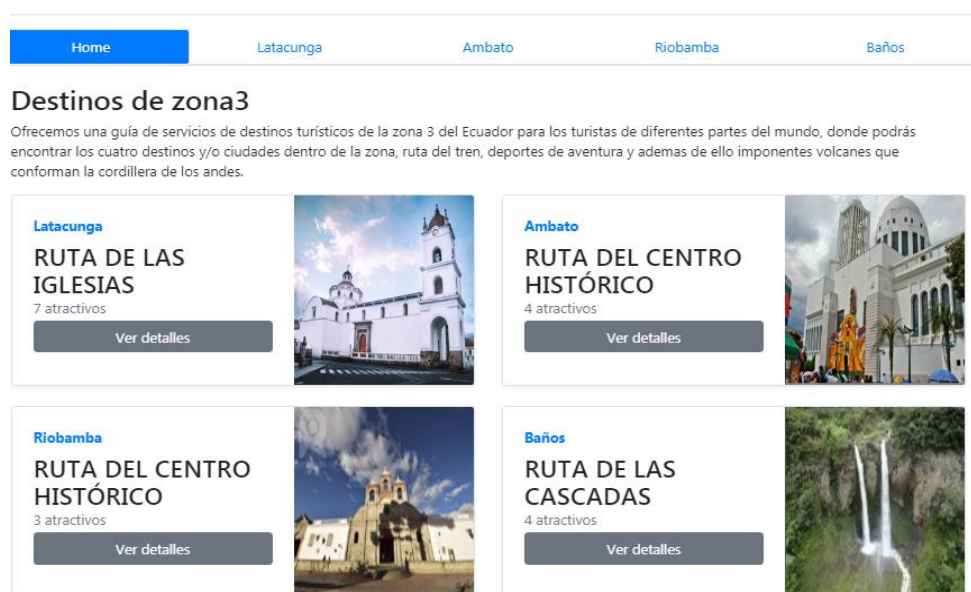 Home
Latacunga
Ambato
Riobamba
Baños
Destinos de zona3
Ofrecemos una guía de servicios de destinos turísticos de la zona 3 del Ecuador para los turistas de diferentes partes del mundo, donde podrás
encontrar los cuatro destinos y/o ciudades dentro de la zona, ruta del tren, deportes de aventura y ademas de ello imponentes volcanes que
conforman la cordillera de los andes.
Latacunga
RUTA DE LAS
IGLESIAS
7 atractivos
Ver detalles
Ambato
RUTA DEL CENTRO
HISTÓRICO
4 atractivos
Ver detalles
Riobamba
RUTA DEL CENTRO
HISTÓRICO
3 atractivos
Ver detalles
Baños
RUTA DE LAS
CASCADAS
4 atractivos
Ver detalles